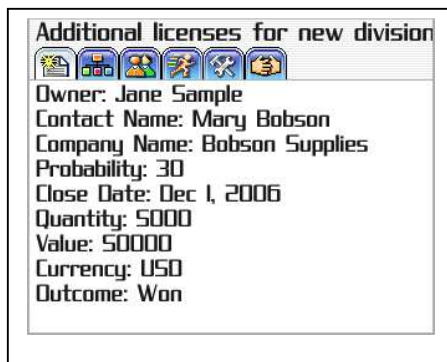 Additional licenses for new division
Owner: Jane Sample
Contact Name: Mary Bobson
Company Name: Bobson Supplies
Probability: 30
Close Date: Dec 1, 2006
Quantity: 5000
Value: 50000
Currency: USD
Outcome: Won